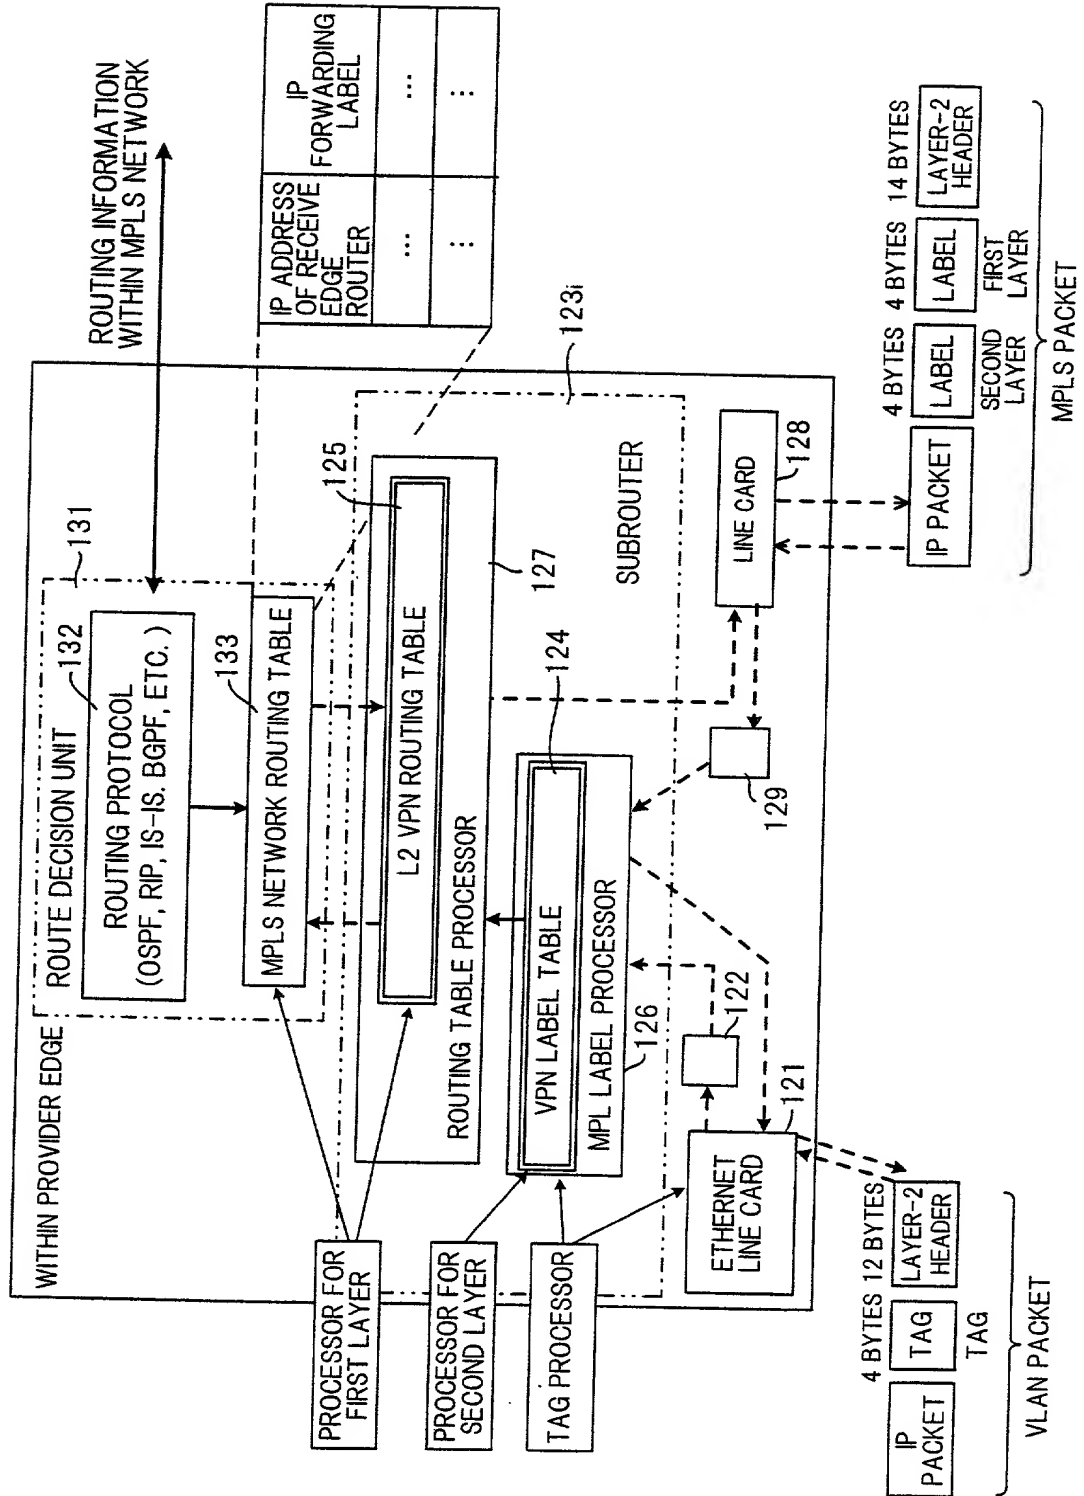 WITHIN PROVIDER EDGE
ROUTE DECISION UNIT
131
ROUTING PROTOCOL
(OSPF, RIP, IS-IS. BGPF, ETC. )
132
ROUTING INFORMATION
WITHIN MPLS NETWORK
MPLS NETWORK ROUTING TABLE
133
IP ADDRESS
OF RECEIVE
EDGE
ROUTER
IP
FORWARDING
LABEL
...
...
...
...
PROCESSOR FOR
FIRST LAYER
L2 VPN ROUTING TABLE
125
ROUTING TABLE PROCESSOR
127
123i
PROCESSOR FOR
SECOND LAYER
VPN LABEL TABLE
124
MPL LABEL PROCESSOR
126
SUBROUTER
TAG PROCESSOR
122
129
ETHERNET
LINE CARD
121
LINE CARD
128
4 BYTES
12 BYTES
IP
PACKET
TAG
LAYER-2
HEADER
TAG
VLAN PACKET
4 BYTES
4 BYTES
14 BYTES
IP PACKET
LABEL
LABEL
LAYER-2
HEADER
SECOND
LAYER
FIRST
LAYER
MPLS PACKET